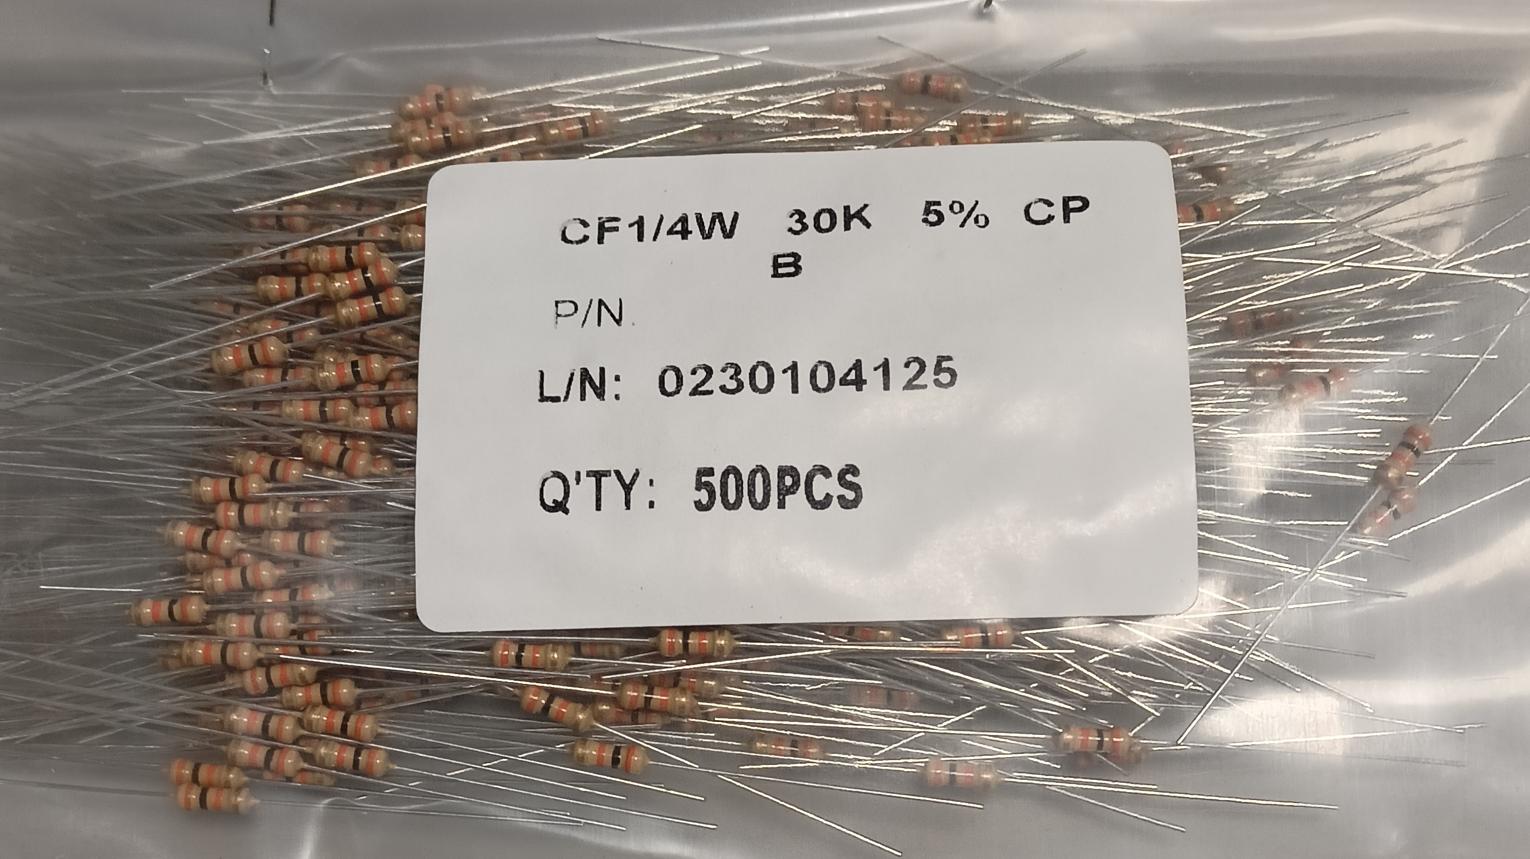 CF1/4W 30K 5% CP
B
P/N.
L/N: 0230104125
Q'TY: 500PCS